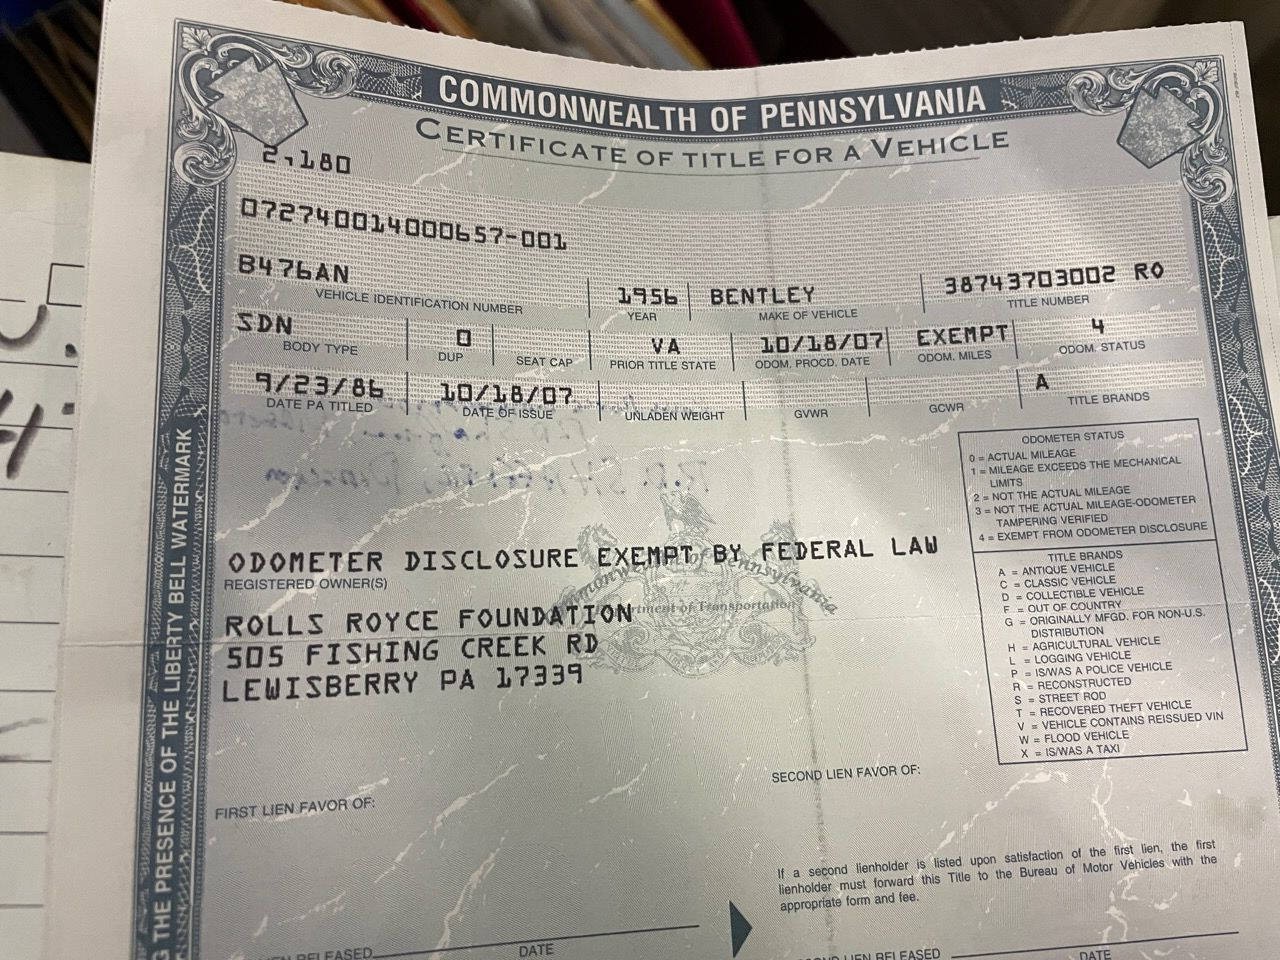 COMMONWEALTH OF PENNSYLVANIA
CERTIFICATE OF TITLE FOR A VEHICLE
2,180
072740014000657-001
B476AN
VEHICLE IDENTIFICATION NUMBER
1956
YEAR
BENTLEY
MAKE OF VEHICLE
38743703002 RO
TITLE NUMBER
SDN
BODY TYPE
0
DUP
SEAT CAP
VA
PRIOR TITLE STATE
10/18/07
ODOM. PROCD. DATE
EXEMPT
ODOM. MILES
4
ODOM. STATUS
9/23/86
DATE PA TITLED
10/18/07
DATE OF ISSUE
UNLADEN WEIGHT
GVWR
GCWR
A
TITLE BRANDS
ODOMETER STATUS
0 = ACTUAL MILEAGE
1 = MILEAGE EXCEEDS THE MECHANICAL
LIMITS
2 = NOT THE ACTUAL MILEAGE
3 = NOT THE ACTUAL MILEAGE-ODOMETER
TAMPERING VERIFIED
4 = EXEMPT FROM ODOMETER DISCLOSURE
TITLE BRANDS
A = ANTIQUE VEHICLE
C = CLASSIC VEHICLE
D = COLLECTIBLE VEHICLE
F = OUT OF COUNTRY
G = ORIGINALLY MFGD. FOR NON-U.S.
DISTRIBUTION
H = AGRICULTURAL VEHICLE
L = LOGGING VEHICLE
P = IS/WAS A POLICE VEHICLE
R = RECONSTRUCTED
S = STREET ROD
T = RECOVERED THEFT VEHICLE
V = VEHICLE CONTAINS REISSUED VIN
W = FLOOD VEHICLE
X = IS/WAS A TAXI
ODOMETER DISCLOSURE EXEMPT BY FEDERAL LAW
REGISTERED OWNER(S)
ROLLS ROYCE FOUNDATION
505 FISHING CREEK RD
LEWISBERRY PA 17339
of Pennsylvania
of Transportation
FIRST LIEN FAVOR OF:
SECOND LIEN FAVOR OF:
If a second lienholder is listed upon satisfaction of the first lien, the first
lienholder must forward this Title to the Bureau of Motor Vehicles with the
appropriate form and fee.
RELEASED
DATE
LIEN RELEASED
DATE
THE PRESENCE OF THE LIBERTY BELL WATERMARK